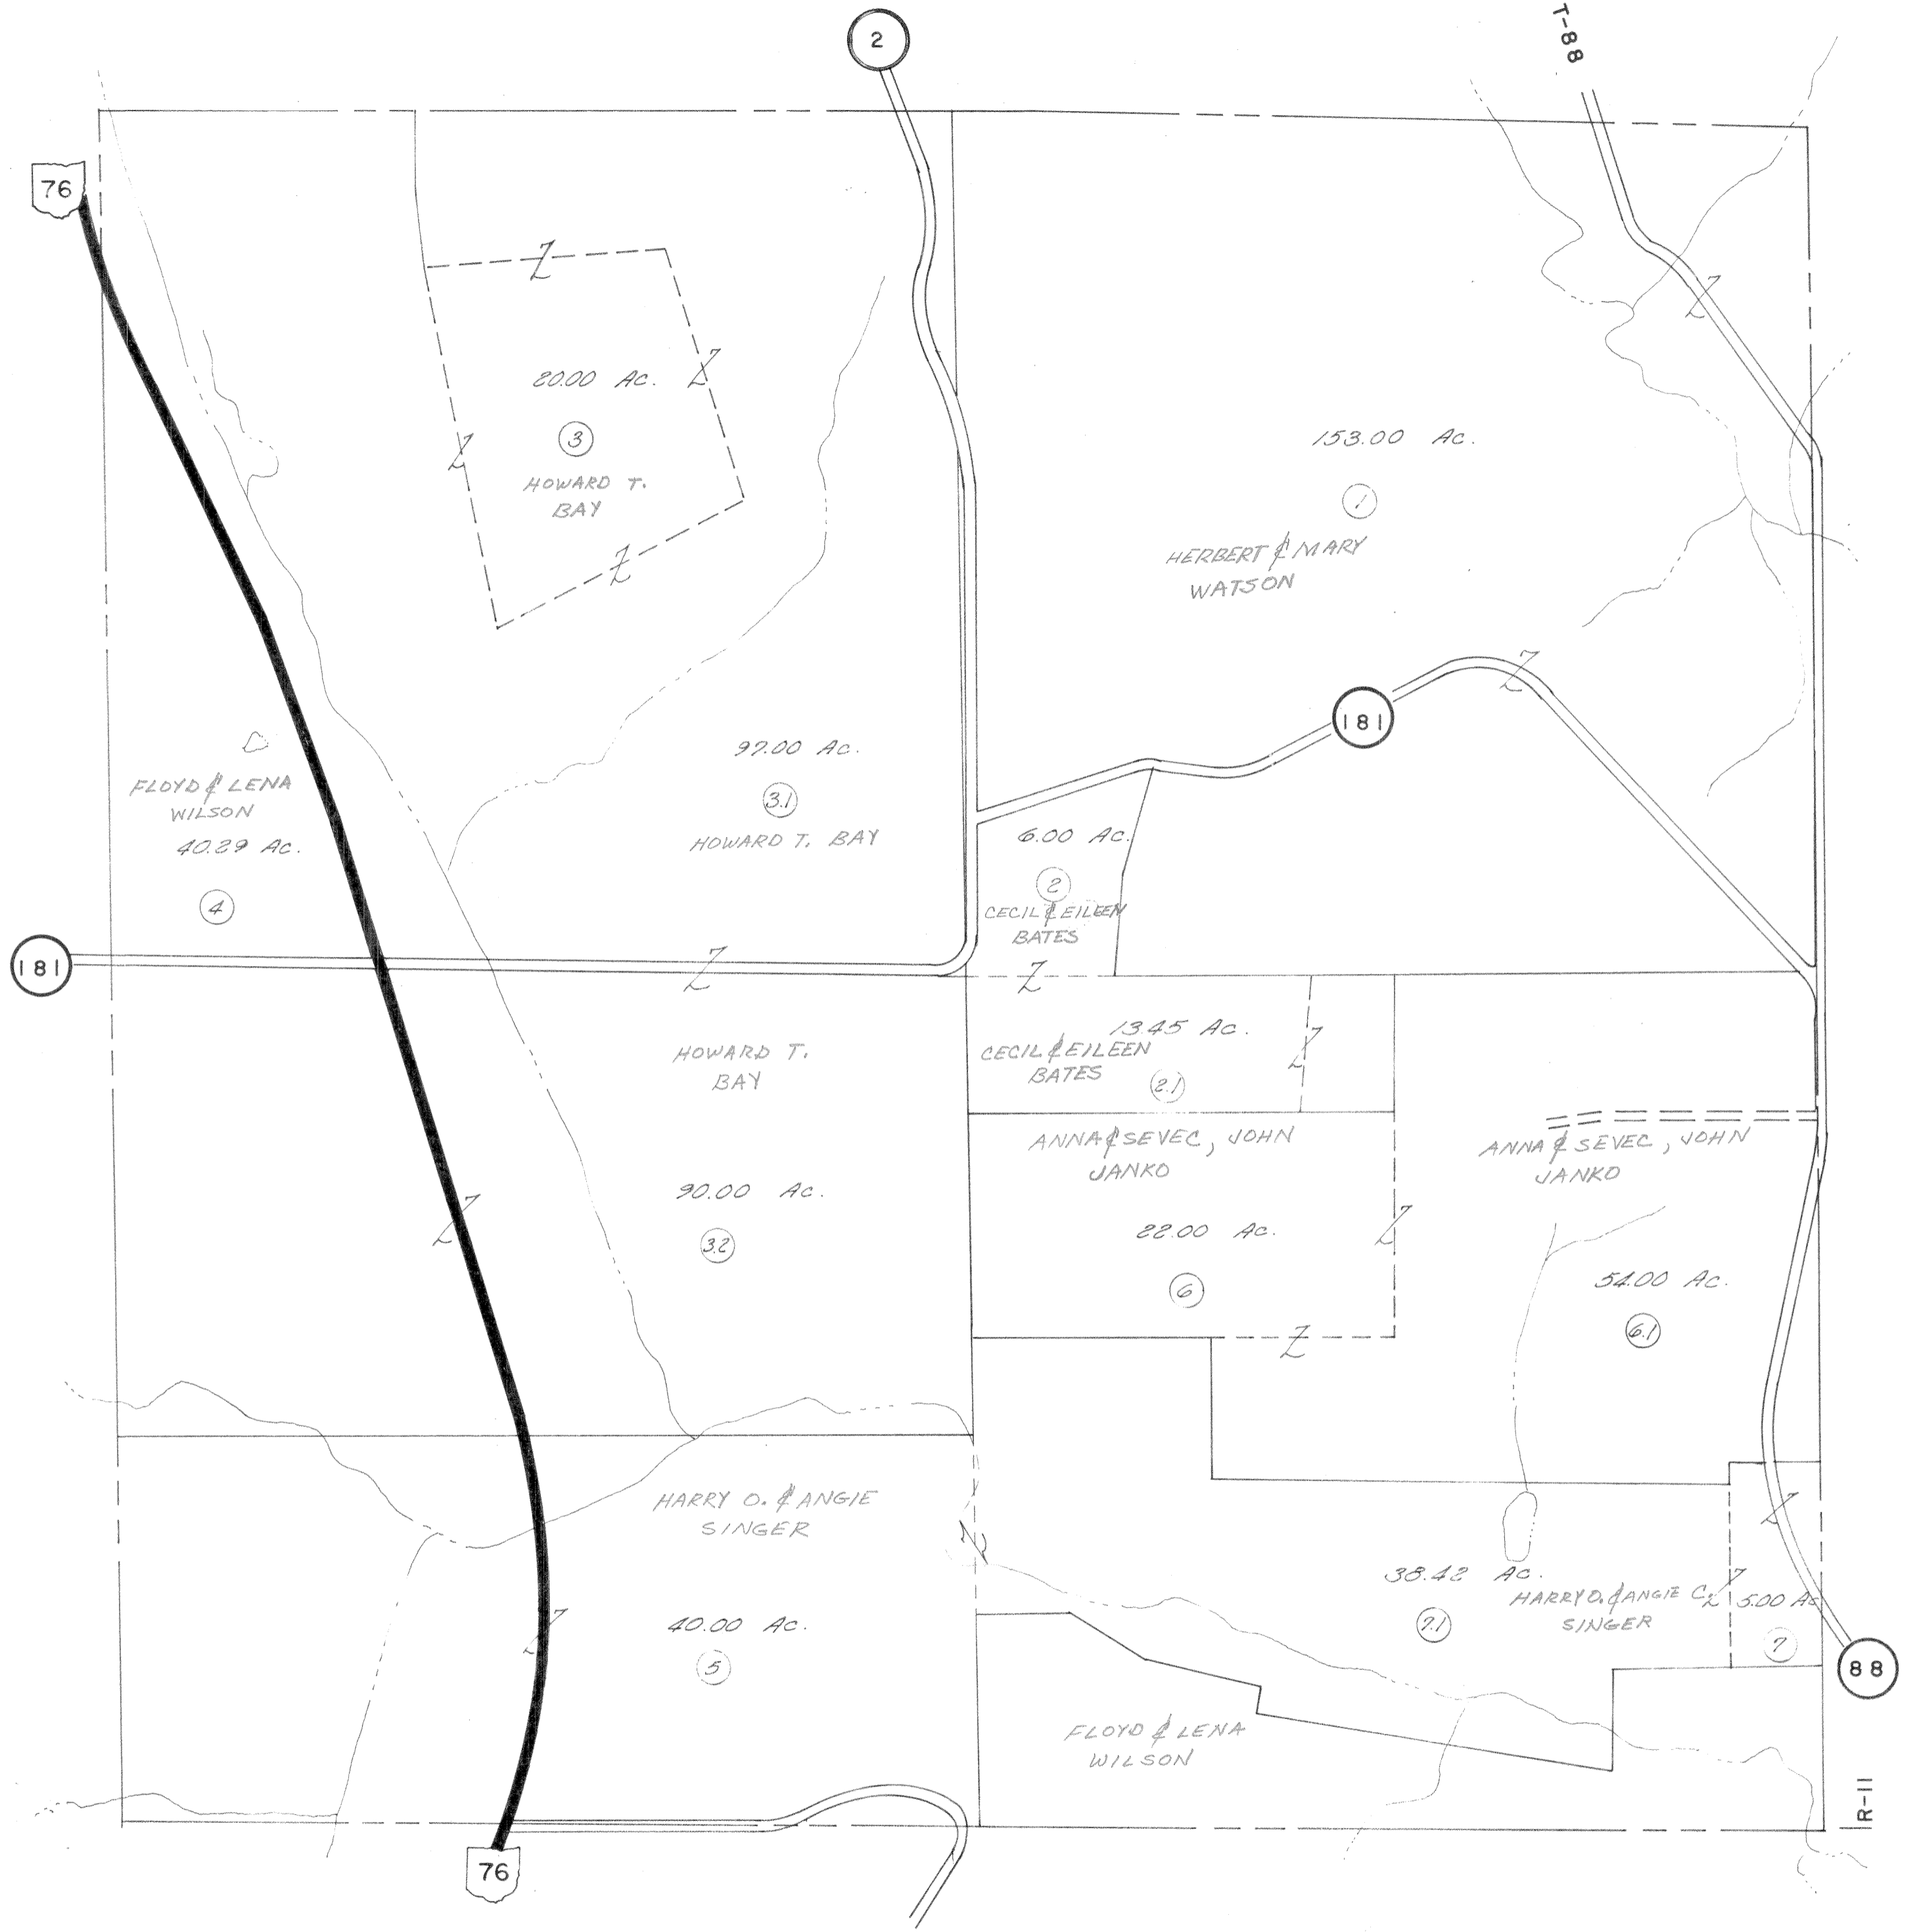 2
T-88
76
20.00 Ac.
3
HOWARD T.
BAY
153.00 Ac.
1
HERBERT & MARY
WATSON
181
FLOYD & LENA
WILSON
40.29 Ac.
4
97.00 Ac.
3.1
HOWARD T. BAY
6.00 Ac.
2
CECIL & EILEEN
BATES
181
HOWARD T.
BAY
90.00 Ac.
3.2
13.45 Ac.
CECIL & EILEEN
BATES
2.1
ANNA & SEVEC, JOHN
JANKO
22.00 Ac.
6
ANNA & SEVEC, JOHN
JANKO
54.00 Ac.
6.1
HARRY O. & ANGIE
SINGER
40.00 Ac.
5
38.42 Ac.
HARRY O. & ANGIE C.
SINGER
7.1
5.00 Ac
7
88
FLOYD & LENA
WILSON
R-11
76